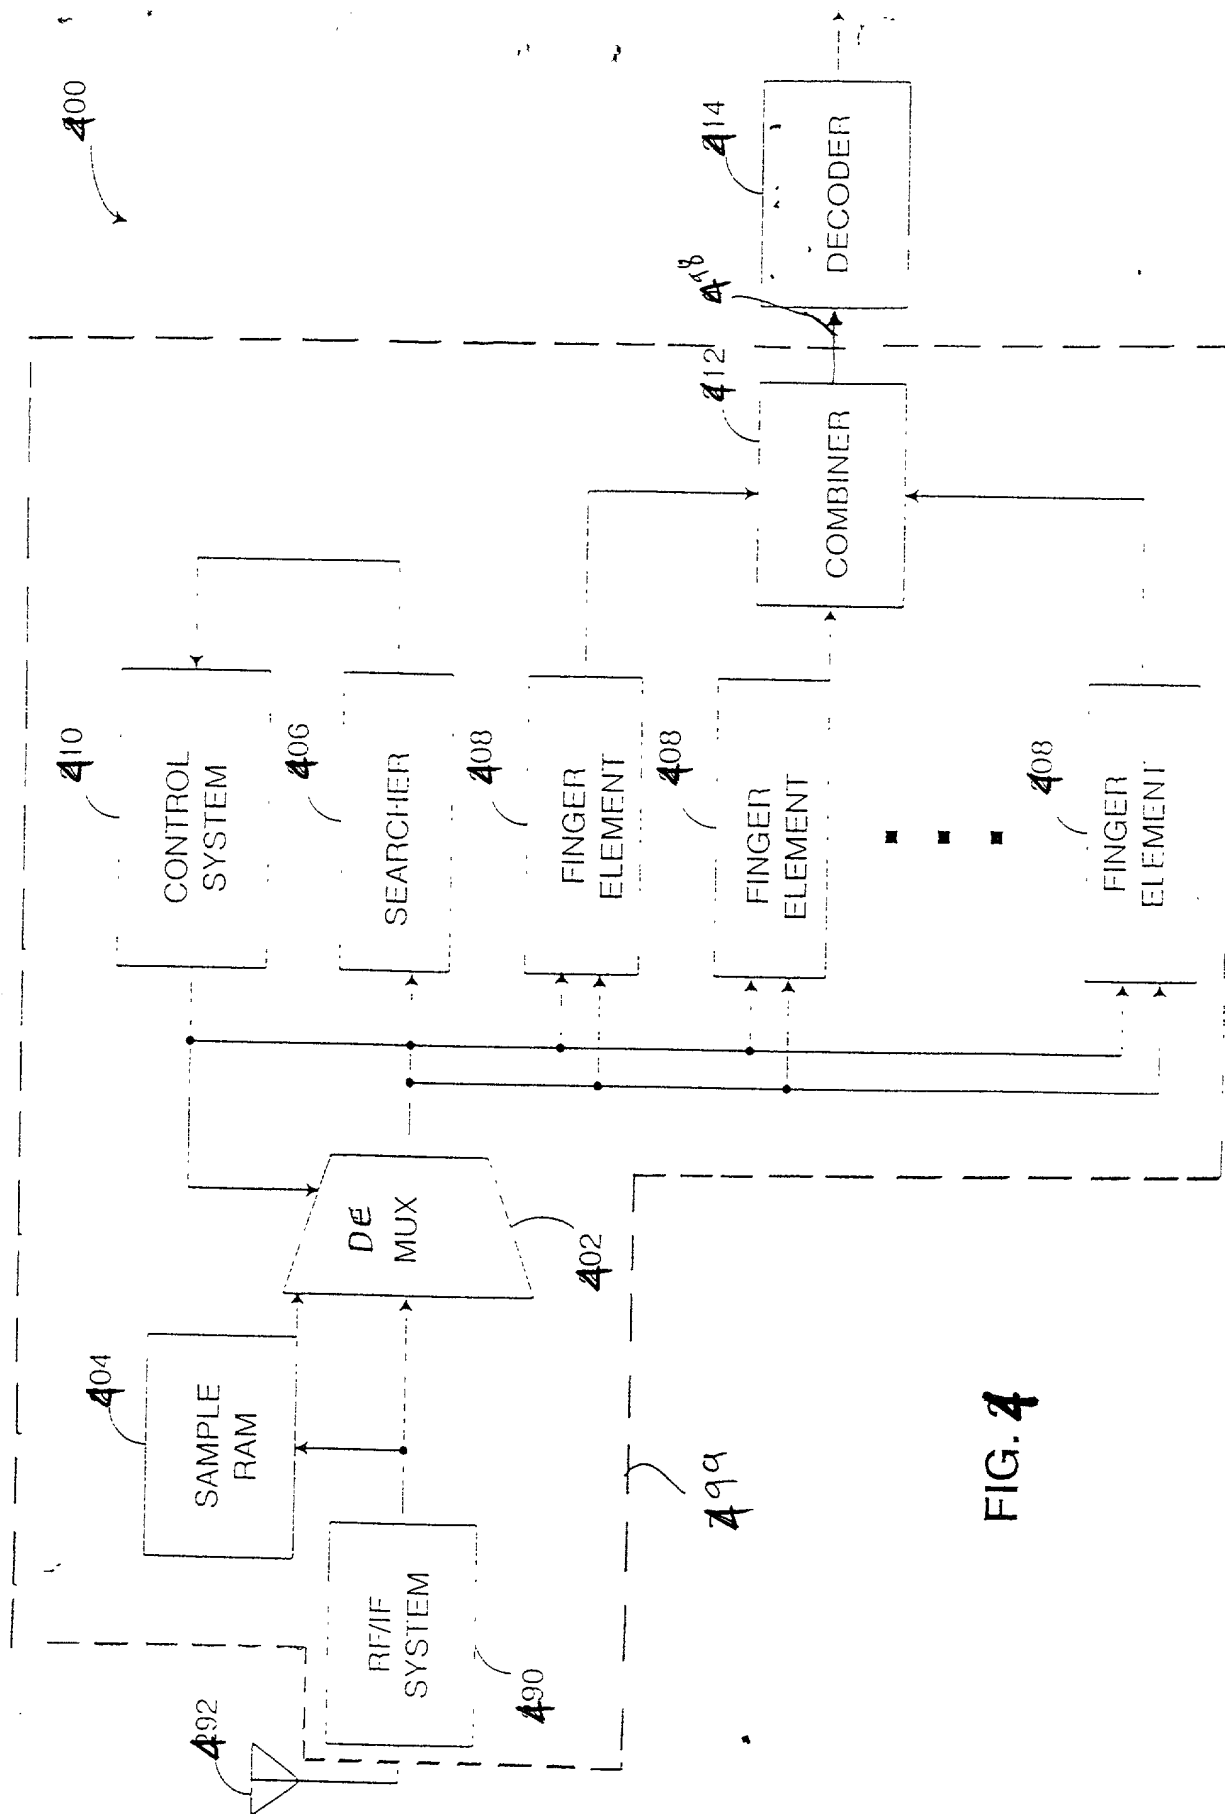 400
492
RF/IF
SYSTEM
490
404
SAMPLE
RAM
DE
MUX
402
410
CONTROL
SYSTEM
406
SEARCHER
408
FINGER
ELEMENT
408
FINGER
ELEMENT
408
FINGER
ELEMENT
412
COMBINER
498
414
DECODER
499
FIG. 4